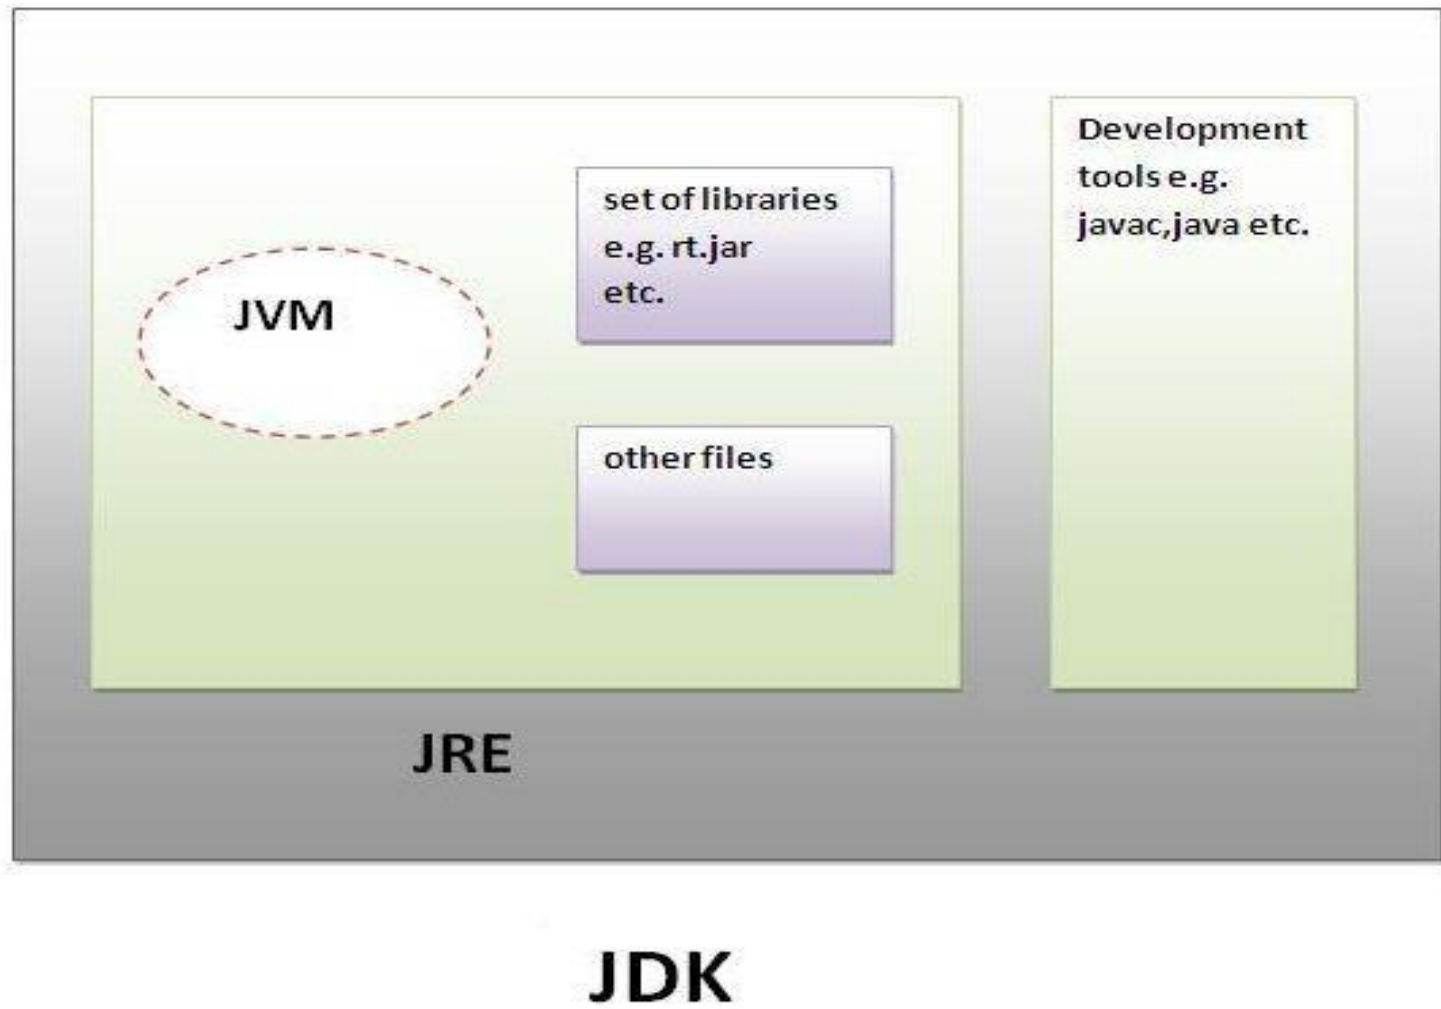 Development
tools e.g.
javac,java etc.
set of libraries
e.g. rt.jar
etc.
JVM
other files
JRE
JDK